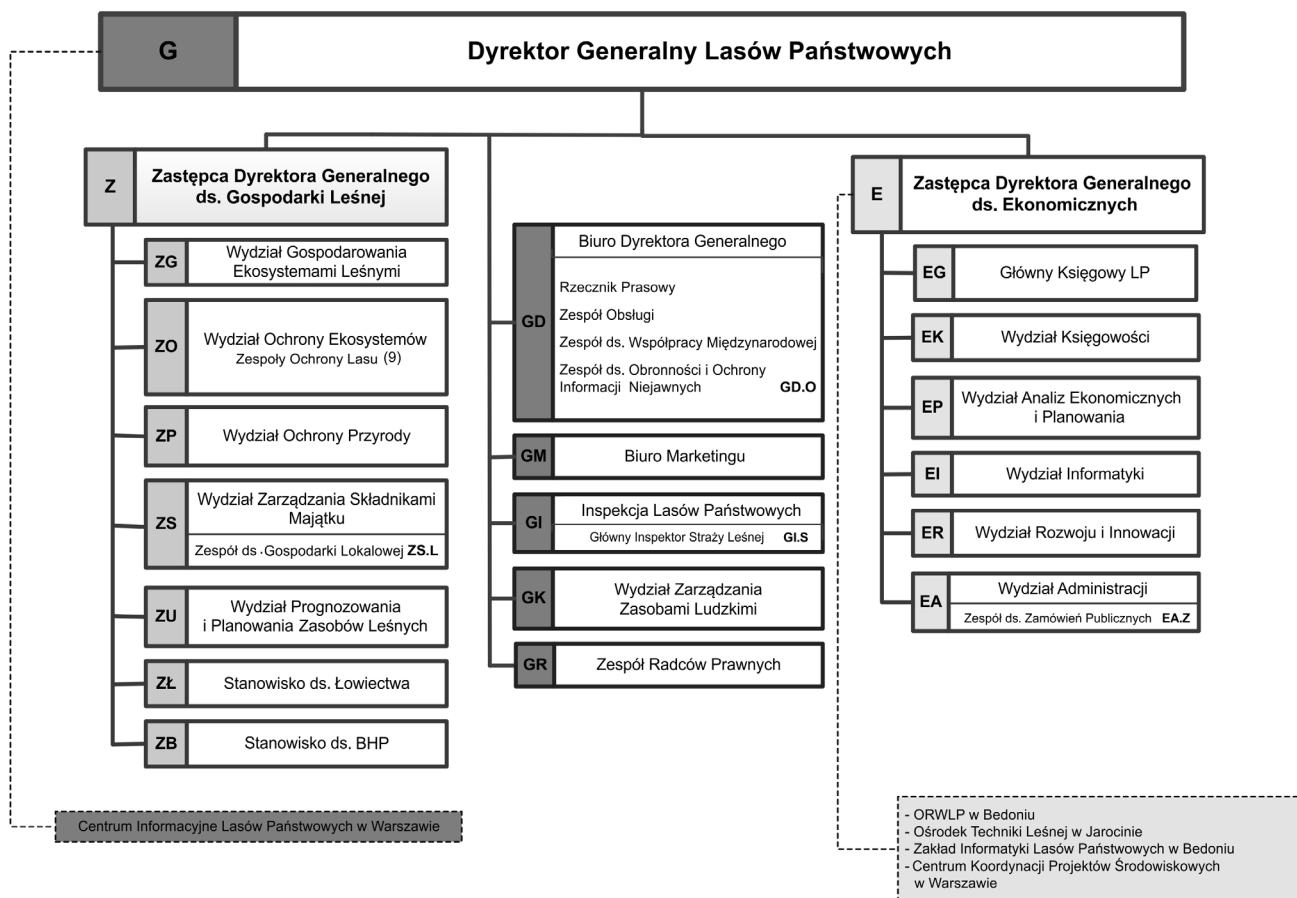 G
Dyrektor Generalny Lasów Państwowych
Z
Zastępca Dyrektora Generalnego
ds. Gospodarki Leśnej
ZG
Wydział Gospodarowania
Ekosystemami Leśnymi
ZO
Wydział Ochrony Ekosystemów
Zespoły Ochrony Lasu (9)
ZP
Wydział Ochrony Przyrody
ZS
Wydział Zarządzania Składnikami
Majątku
Zespół ds.Gospodarki Lokalowej ZS.L
ZU
Wydział Prognozowania
i Planowania Zasobów Leśnych
ZŁ
Stanowisko ds. Łowiectwa
ZB
Stanowisko ds. BHP
Centrum Informacyjne Lasów Państwowych w Warszawie
GD
Biuro Dyrektora Generalnego
Rzecznik Prasowy
Zespół Obsługi
Zespół ds. Współpracy Międzynarodowej
Zespół ds. Obronności i Ochrony
Informacji Niejawnych GD.O
GM
Biuro Marketingu
GI
Inspekcja Lasów Państwowych
Główny Inspektor Straży Leśnej GI.S
GK
Wydział Zarządzania
Zasobami Ludzkimi
GR
Zespół Radców Prawnych
E
Zastępca Dyrektora Generalnego
ds. Ekonomicznych
EG
Główny Księgowy LP
EK
Wydział Księgowości
EP
Wydział Analiz Ekonomicznych
i Planowania
EI
Wydział Informatyki
ER
Wydział Rozwoju i Innowacji
EA
Wydział Administracji
Zespół ds. Zamówień Publicznych EA.Z
- ORWLP w Bedoniu
- Ośrodek Techniki Leśnej w Jarocinie
- Zakład Informatyki Lasów Państwowych w Bedoniu
- Centrum Koordynacji Projektów Środowiskowych
w Warszawie